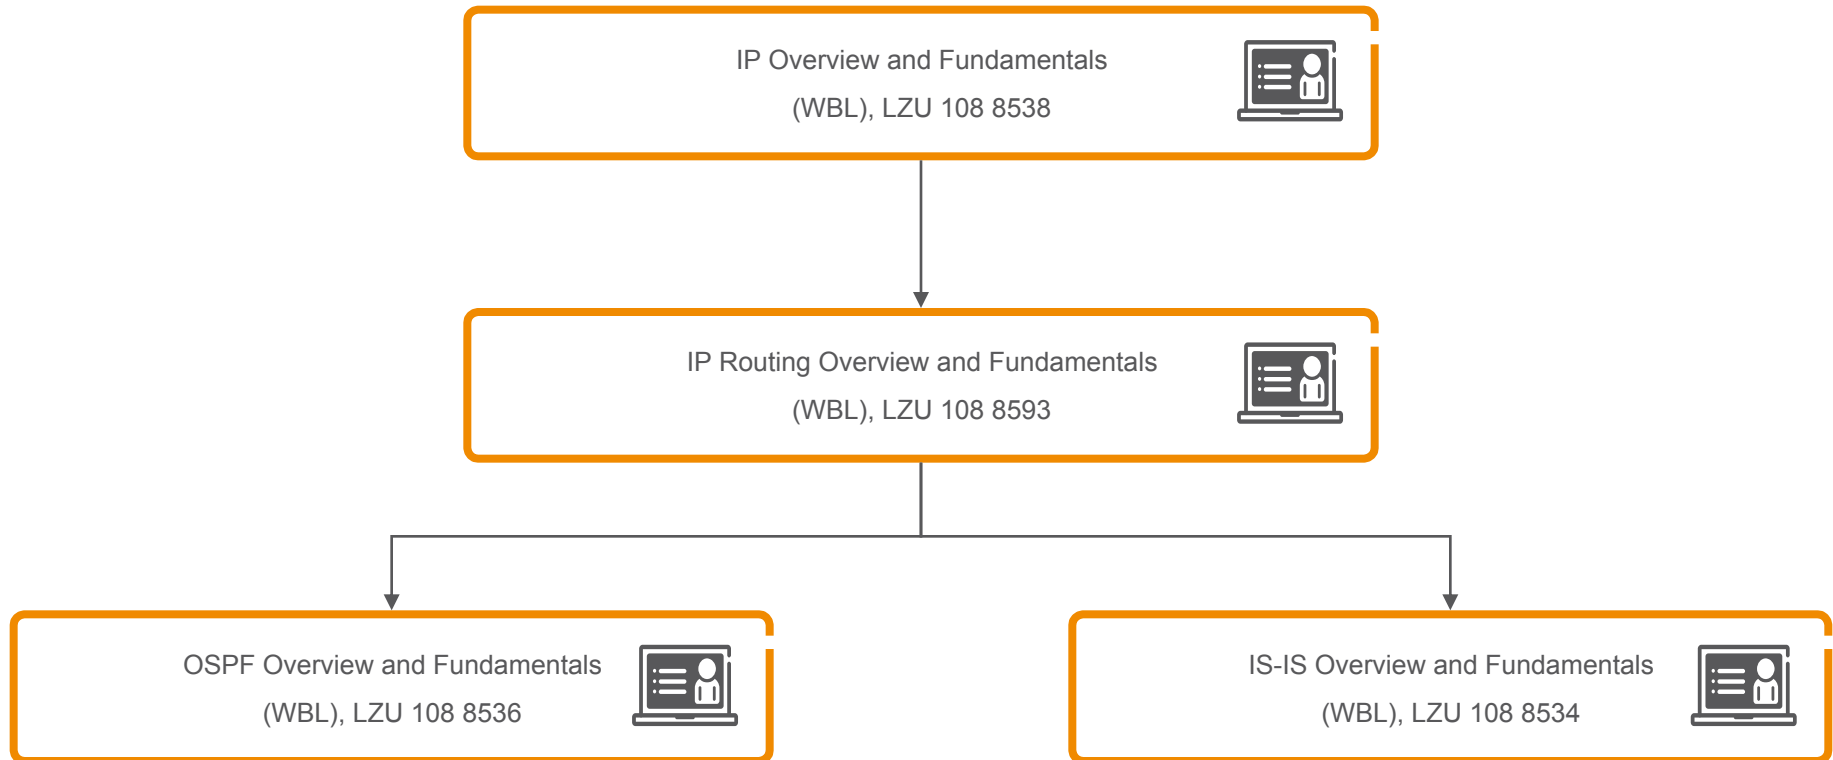 IP Overview and Fundamentals
(WBL), LZU 108 8538
IP Routing Overview and Fundamentals
(WBL), LZU 108 8593
OSPF Overview and Fundamentals
(WBL), LZU 108 8536
IS-IS Overview and Fundamentals
(WBL), LZU 108 8534